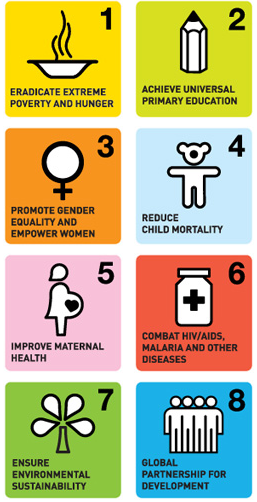 1
ERADICATE EXTREME
POVERTY AND HUNGER
2
ACHIEVE UNIVERSAL
PRIMARY EDUCATION
3
PROMOTE GENDER
EQUALITY AND
EMPOWER WOMEN
4
REDUCE
CHILD MORTALITY
5
IMPROVE MATERNAL
HEALTH
6
COMBAT HIV/AIDS,
MALARIA AND OTHER
DISEASES
7
ENSURE
ENVIRONMENTAL
SUSTAINABILITY
8
GLOBAL
PARTNERSHIP FOR
DEVELOPMENT